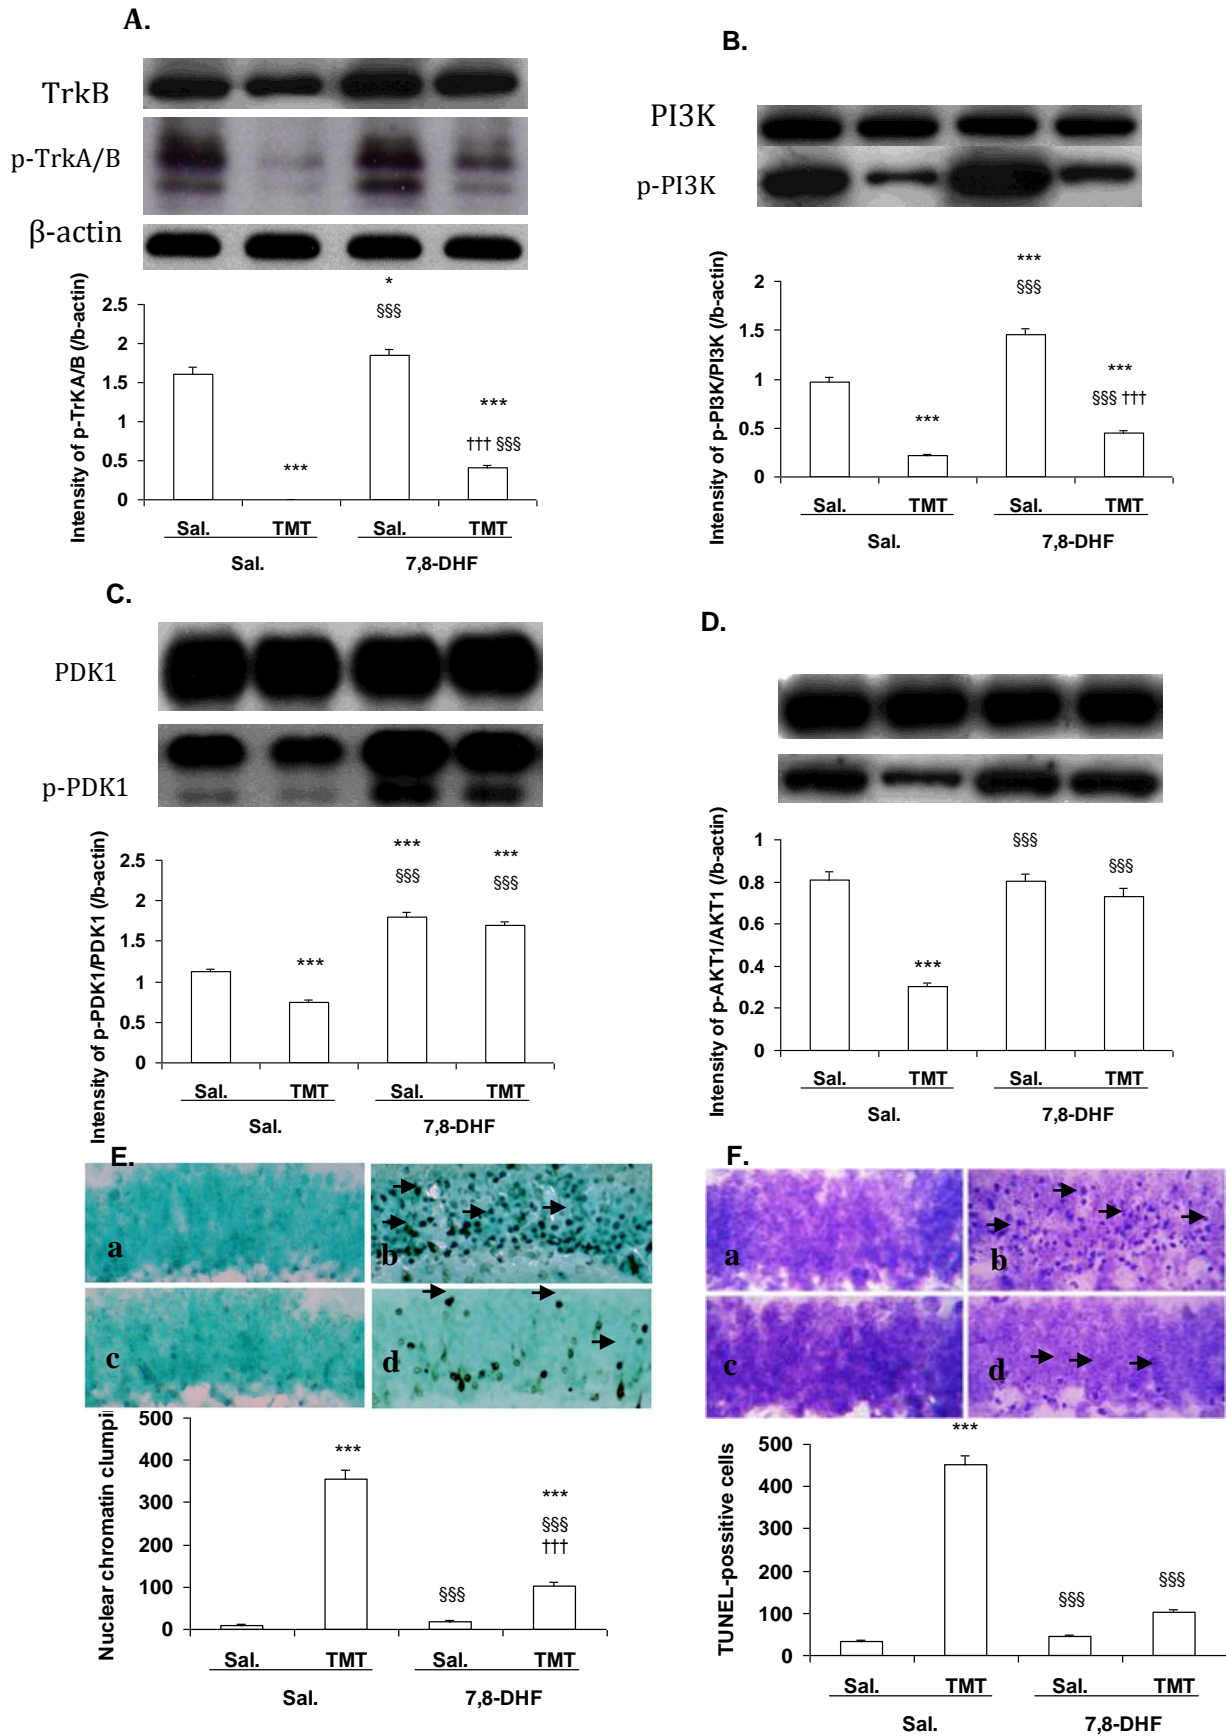 A.
TrkB
p-TrkA/B
β-actin
Intensity of p-TrKA/B (/b-actin)
2.5
2
1.5
1
0.5
0
***
*
§§§
***
††† §§§
Sal.
TMT
Sal.
TMT
Sal.
7,8-DHF
B.
PI3K
p-PI3K
Intensity of p-PI3K/PI3K (/b-actin)
2
1.5
1
0.5
0
***
***
§§§
***
§§§ †††
Sal.
TMT
Sal.
TMT
Sal.
7,8-DHF
C.
PDK1
p-PDK1
Intensity of p-PDK1/PDK1 (/b-actin)
2.5
2
1.5
1
0.5
0
***
***
§§§
***
§§§
Sal.
TMT
Sal.
TMT
Sal.
7,8-DHF
D.
Intensity of p-AKT1/AKT1 (/b-actin)
1
0.8
0.6
0.4
0.2
0
***
§§§
§§§
Sal.
TMT
Sal.
TMT
Sal.
7,8-DHF
E.
a
b
c
d
Nuclear chromatin clumpi
500
400
300
200
100
0
***
§§§
***
§§§
†††
Sal.
TMT
Sal.
TMT
Sal.
7,8-DHF
F.
a
b
c
d
TUNEL-possitive cells
500
400
300
200
100
0
***
§§§
§§§
Sal.
TMT
Sal.
TMT
Sal.
7,8-DHF